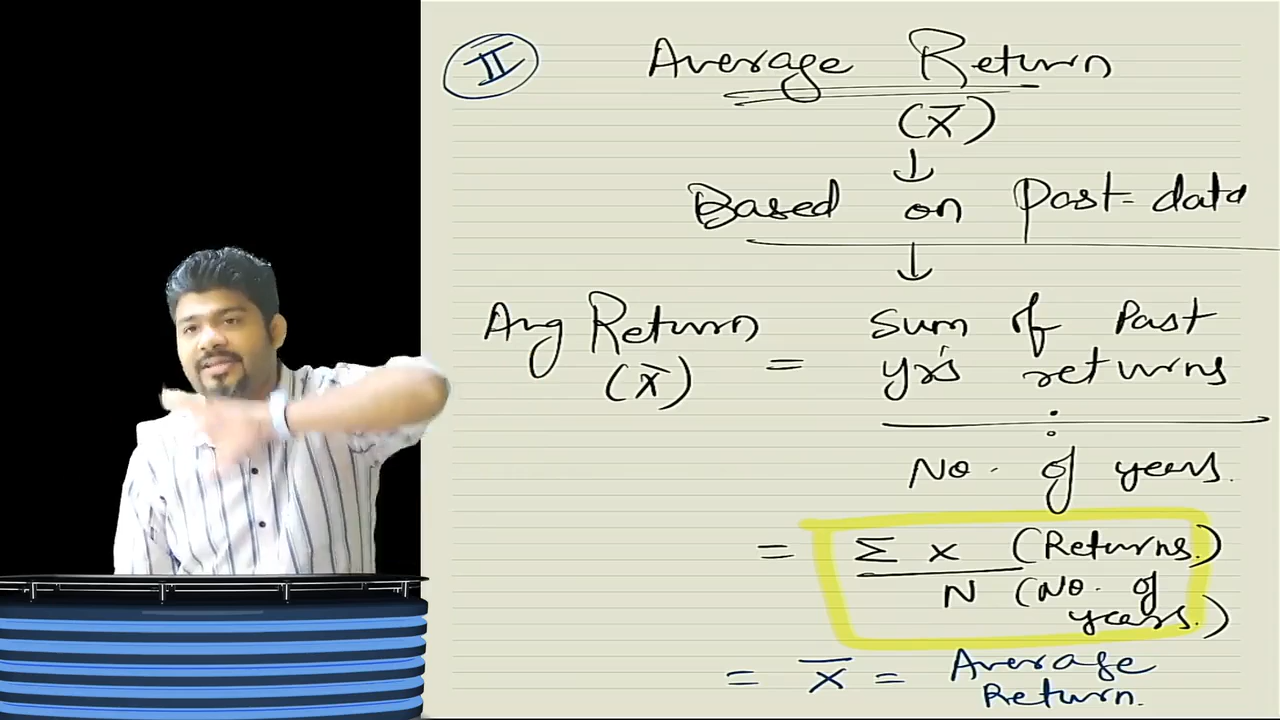 II Average Return
(x̄)
↓
Based on Past data
↓
Avg Return = Sum of Past
(x̄) yr's returns
÷
No. of years.
= Σ x (Returns.)
N (No. of
years.)
= x̄ = Average
Return.